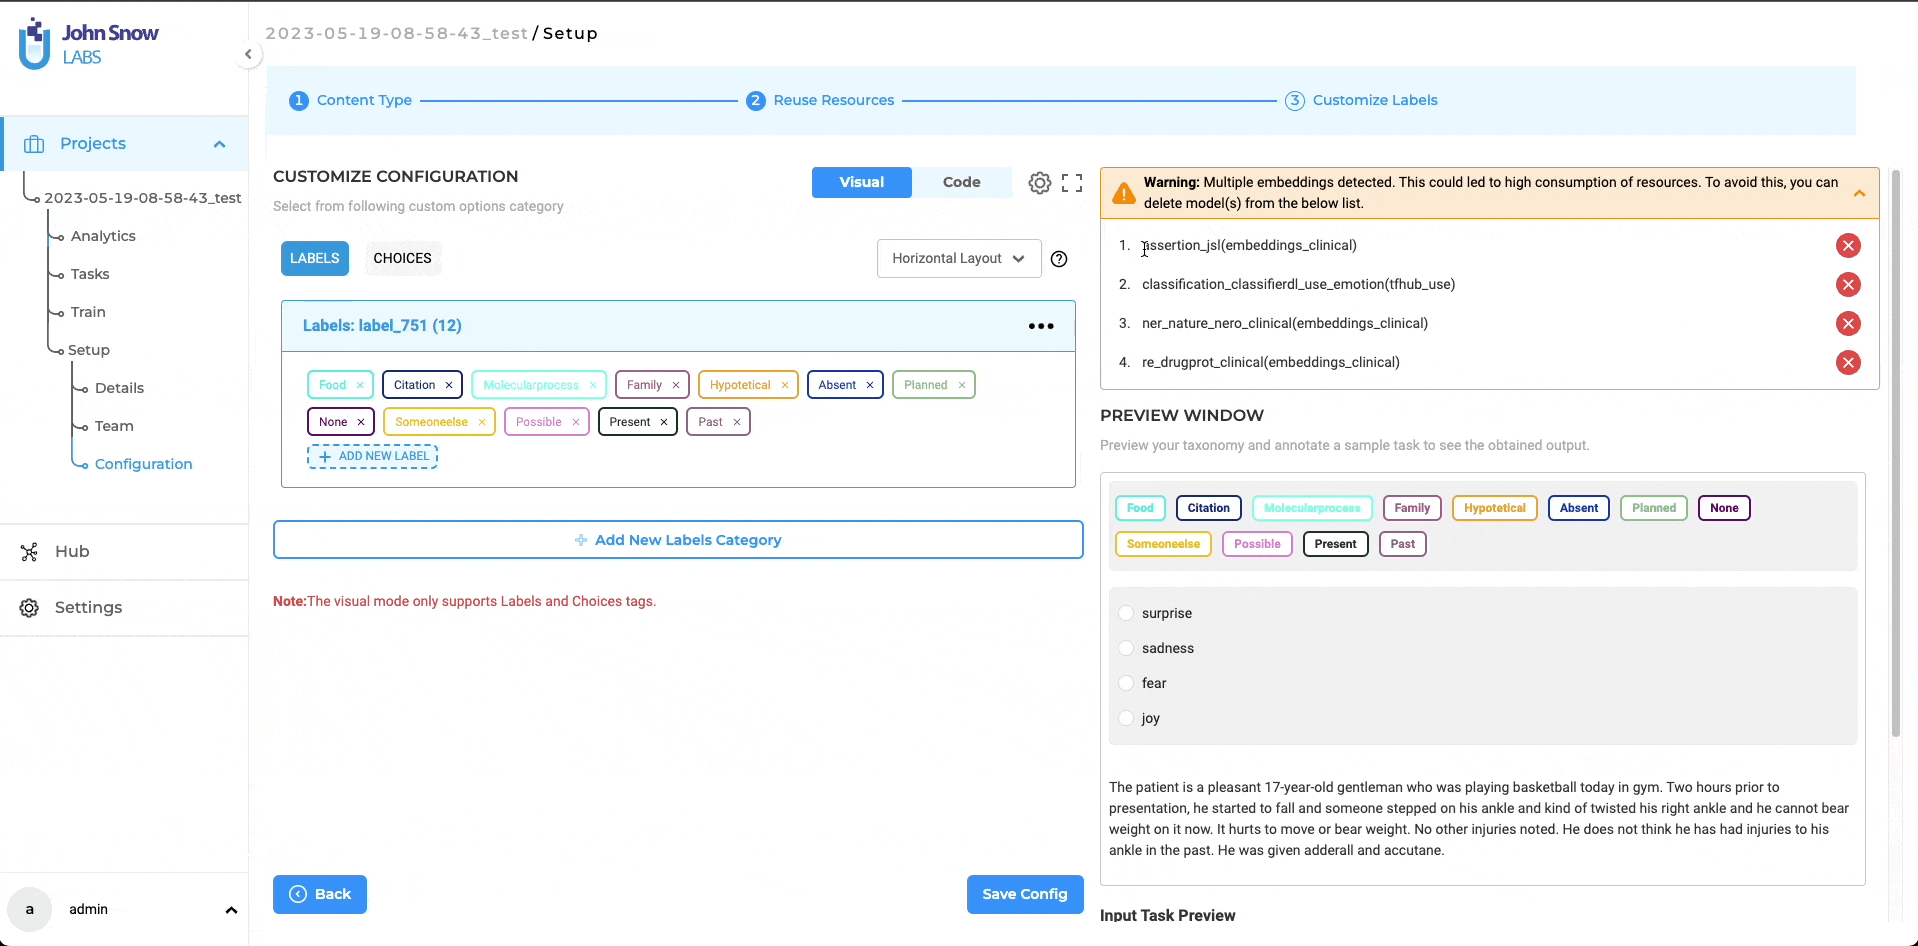 John Snow
LABS
2023-05-19-08-58-43_test / Setup
1 Content Type
2 Reuse Resources
3 Customize Labels
Projects
2023-05-19-08-58-43_test
Analytics
Tasks
Train
Setup
Details
Team
Configuration
Hub
Settings
a admin
CUSTOMIZE CONFIGURATION
Select from following custom options category
Visual
Code
LABELS
CHOICES
Horizontal Layout
?
Labels: label_751 (12)
Food × Citation × Molecularprocess × Family × Hypotetical × Absent × Planned ×
None × Someoneelse × Possible × Present × Past ×
+ ADD NEW LABEL
+ Add New Labels Category
Note:The visual mode only supports Labels and Choices tags.
Back
Save Config
Warning: Multiple embeddings detected. This could led to high consumption of resources. To avoid this, you can
delete model(s) from the below list.
1. assertion_jsl(embeddings_clinical)
2. classification_classifierdl_use_emotion(tfhub_use)
3. ner_nature_nero_clinical(embeddings_clinical)
4. re_drugprot_clinical(embeddings_clinical)
PREVIEW WINDOW
Preview your taxonomy and annotate a sample task to see the obtained output.
Food Citation Molecularprocess Family Hypotetical Absent Planned None
Someoneelse Possible Present Past
surprise
sadness
fear
joy
The patient is a pleasant 17-year-old gentleman who was playing basketball today in gym. Two hours prior to
presentation, he started to fall and someone stepped on his ankle and kind of twisted his right ankle and he cannot bear
weight on it now. It hurts to move or bear weight. No other injuries noted. He does not think he has had injuries to his
ankle in the past. He was given adderall and accutane.
Input Task Preview